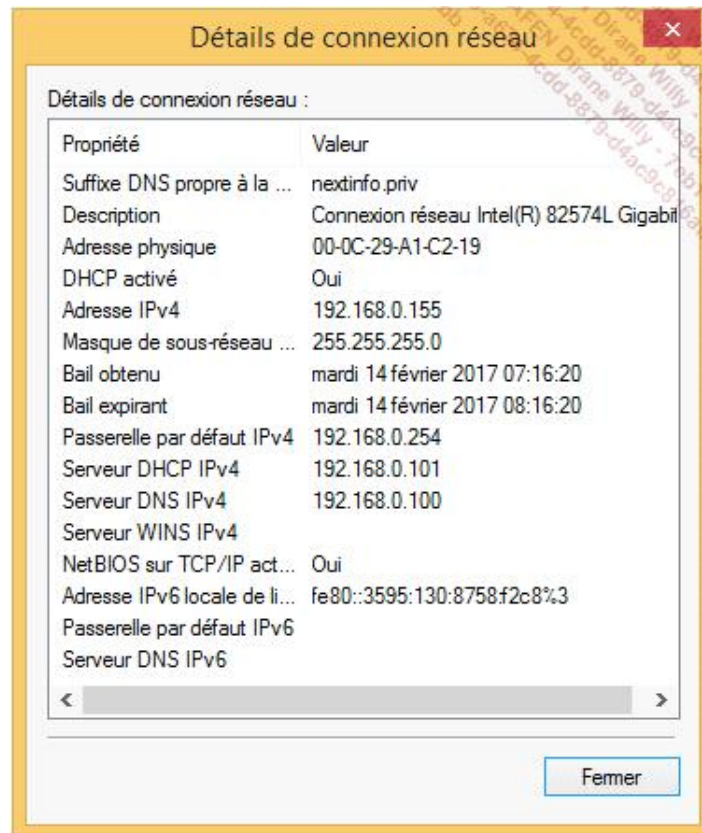 Détails de connexion réseau
Détails de connexion réseau :
Propriété Valeur
Suffixe DNS propre à la ... nextinfo.priv
Description Connexion réseau Intel(R) 82574L Gigabit
Adresse physique 00-0C-29-A1-C2-19
DHCP activé Oui
Adresse IPv4 192.168.0.155
Masque de sous-réseau ... 255.255.255.0
Bail obtenu mardi 14 février 2017 07:16:20
Bail expirant mardi 14 février 2017 08:16:20
Passerelle par défaut IPv4 192.168.0.254
Serveur DHCP IPv4 192.168.0.101
Serveur DNS IPv4 192.168.0.100
Serveur WINS IPv4
NetBIOS sur TCP/IP act... Oui
Adresse IPv6 locale de li... fe80::3595:130:8758:f2c8%3
Passerelle par défaut IPv6
Serveur DNS IPv6
Fermer